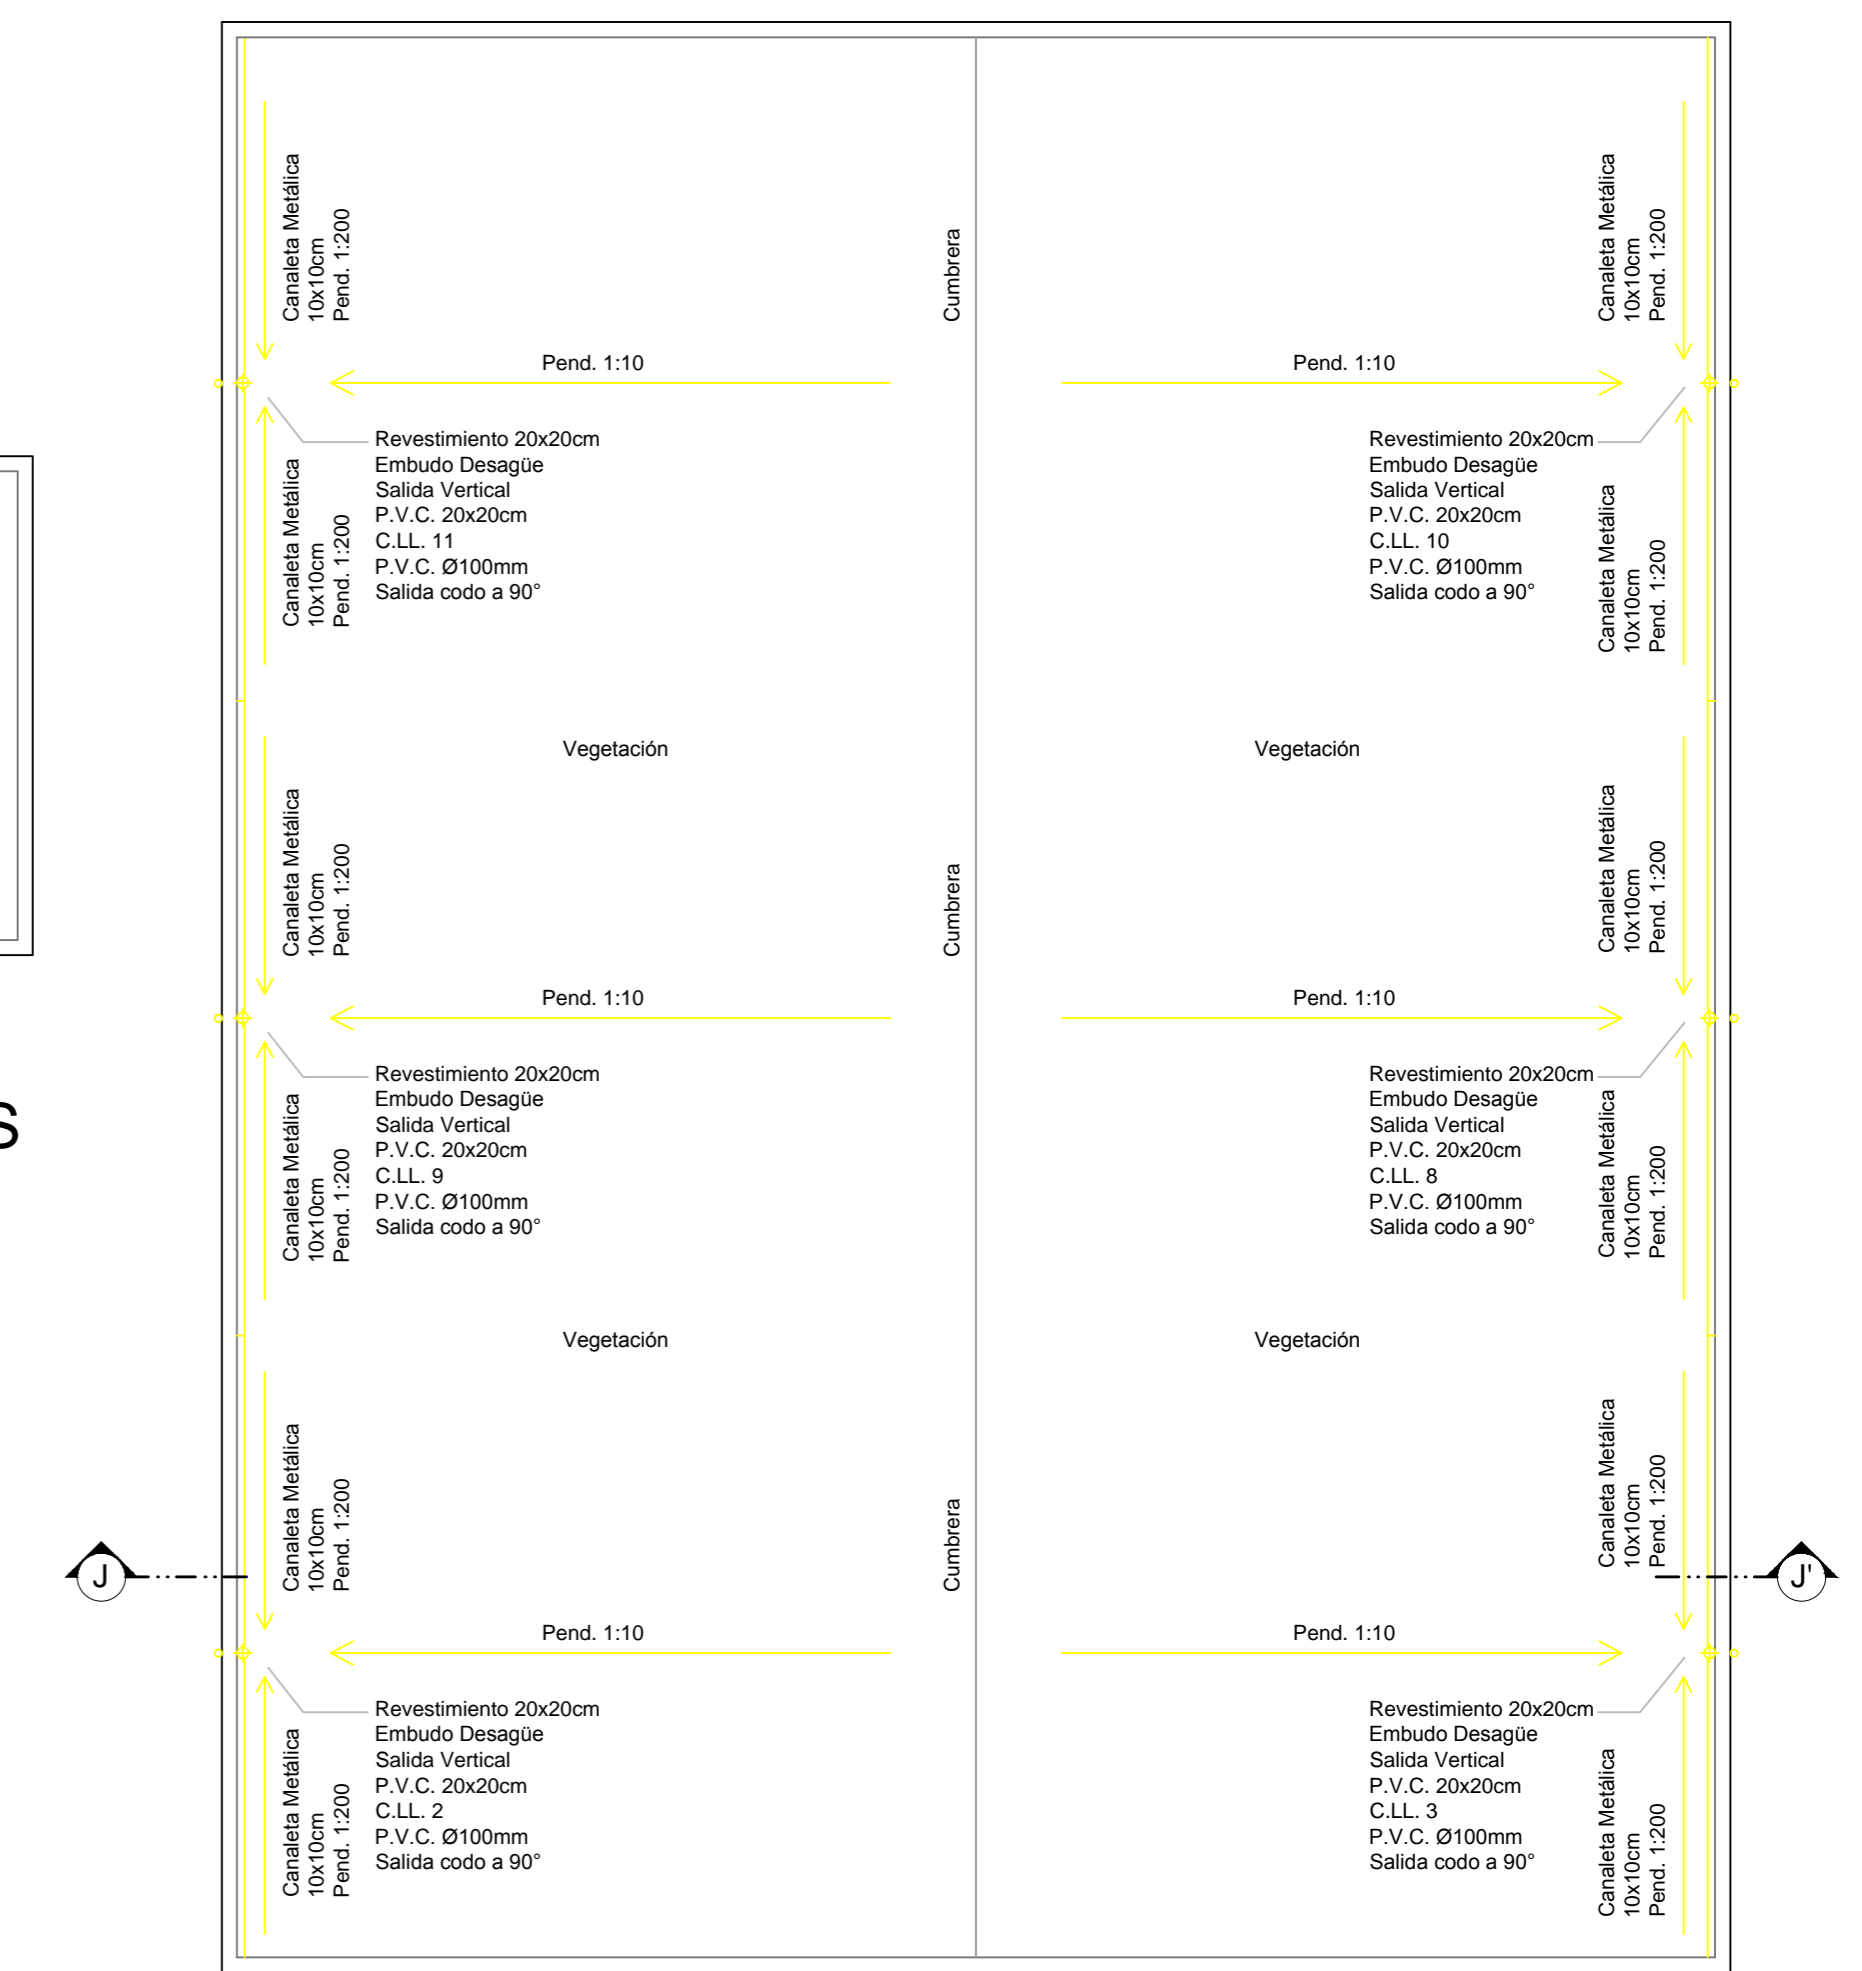 Canaleta Metálica
10x10cm
Pend. 1:200
Cumbrera
Canaleta Metálica
10x10cm
Pend. 1:200
Pend. 1:10
Pend. 1:10
Revestimiento 20x20cm
Embudo Desagüe
Salida Vertical
P.V.C. 20x20cm
C.LL. 11
P.V.C. Ø100mm
Salida codo a 90°
Canaleta Metálica
10x10cm
Pend. 1:200
Revestimiento 20x20cm
Embudo Desagüe
Salida Vertical
P.V.C. 20x20cm
C.LL. 10
P.V.C. Ø100mm
Salida codo a 90°
Canaleta Metálica
10x10cm
Pend. 1:200
Vegetación
Vegetación
Canaleta Metálica
10x10cm
Pend. 1:200
Cumbrera
Canaleta Metálica
10x10cm
Pend. 1:200
Pend. 1:10
Pend. 1:10
S
Revestimiento 20x20cm
Embudo Desagüe
Salida Vertical
P.V.C. 20x20cm
C.LL. 9
P.V.C. Ø100mm
Salida codo a 90°
Canaleta Metálica
10x10cm
Pend. 1:200
Revestimiento 20x20cm
Embudo Desagüe
Salida Vertical
P.V.C. 20x20cm
C.LL. 8
P.V.C. Ø100mm
Salida codo a 90°
Canaleta Metálica
10x10cm
Pend. 1:200
Vegetación
Vegetación
Canaleta Metálica
10x10cm
Pend. 1:200
Cumbrera
Canaleta Metálica
10x10cm
Pend. 1:200
J
J'
Pend. 1:10
Pend. 1:10
Revestimiento 20x20cm
Embudo Desagüe
Salida Vertical
P.V.C. 20x20cm
C.LL. 2
P.V.C. Ø100mm
Salida codo a 90°
Canaleta Metálica
10x10cm
Pend. 1:200
Revestimiento 20x20cm
Embudo Desagüe
Salida Vertical
P.V.C. 20x20cm
C.LL. 3
P.V.C. Ø100mm
Salida codo a 90°
Canaleta Metálica
10x10cm
Pend. 1:200